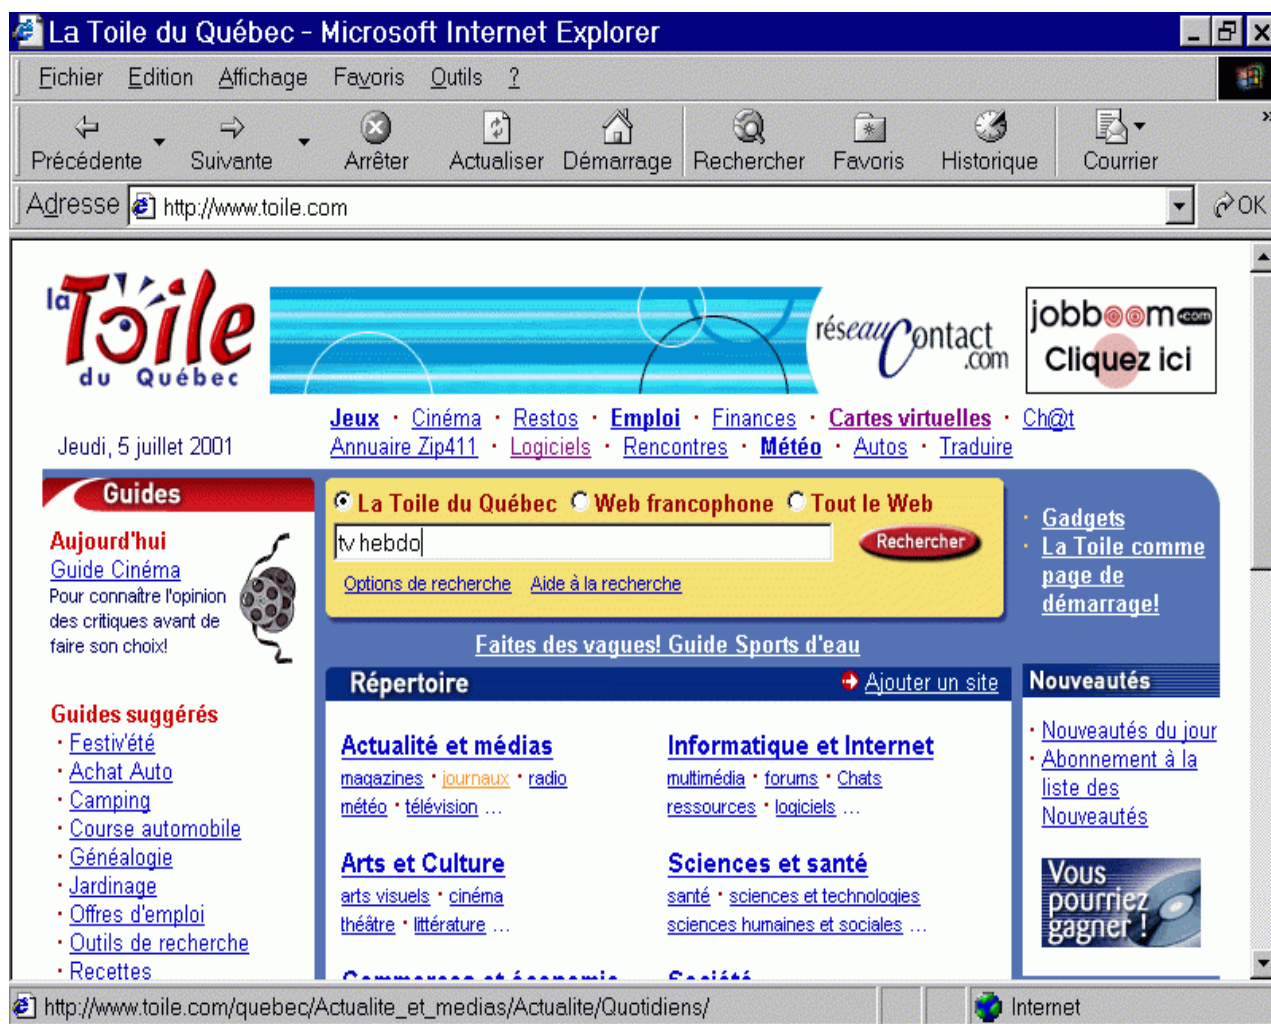 La Toile du Québec - Microsoft Internet Explorer
Fichier Edition Affichage Favoris Outils ?
Précédente Suivante Arrêter Actualiser Démarrage Rechercher Favoris Historique Courrier »
Adresse http://www.toile.com OK
la Toile du Québec
réseauContact .com
jobboom.com
Cliquez ici
Jeudi, 5 juillet 2001
Jeux · Cinéma · Restos · Emploi · Finances · Cartes virtuelles · Ch@t
Annuaire Zip411 · Logiciels · Rencontres · Météo · Autos · Traduire
Guides
Aujourd'hui
Guide Cinéma
Pour connaître l'opinion
des critiques avant de
faire son choix!
Guides suggérés
· Festiv'été
· Achat Auto
· Camping
· Course automobile
· Généalogie
· Jardinage
· Offres d'emploi
· Outils de recherche
· Recettes
La Toile du Québec Web francophone Tout le Web
tv hebdo Rechercher
Options de recherche Aide à la recherche
Faites des vagues! Guide Sports d'eau
Répertoire Ajouter un site
Actualité et médias
magazines · journaux · radio
météo · télévision ...
Informatique et Internet
multimédia · forums · Chats
ressources · logiciels ...
Arts et Culture
arts visuels · cinéma
théâtre · littérature ...
Sciences et santé
santé · sciences et technologies
sciences humaines et sociales ...
Commerces et économie
Société
· Gadgets
· La Toile comme
page de
démarrage!
Nouveautés
· Nouveautés du jour
· Abonnement à la
liste des
Nouveautés
Vous
pourriez
gagner !
http://www.toile.com/quebec/Actualite_et_medias/Actualite/Quotidiens/ Internet